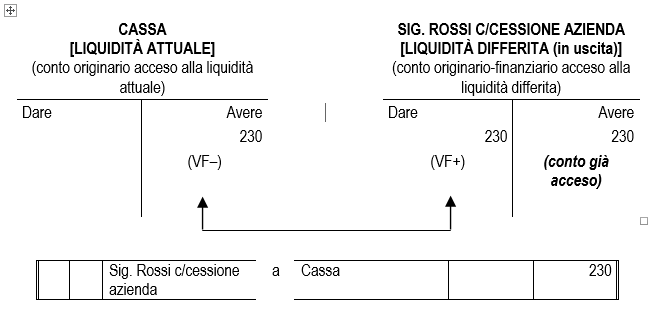 CASSA
[LIQUIDITÀ ATTUALE]
(conto originario acceso alla liquidità
attuale)
Dare Avere
230
(VF–)
SIG. ROSSI C/CESSIONE AZIENDA
[LIQUIDITÀ DIFFERITA (in uscita)]
(conto originario-finanziario acceso alla
liquidità differita)
Dare Avere
230 230
(VF+) (conto già
acceso)
Sig. Rossi c/cessione a Cassa 230
azienda